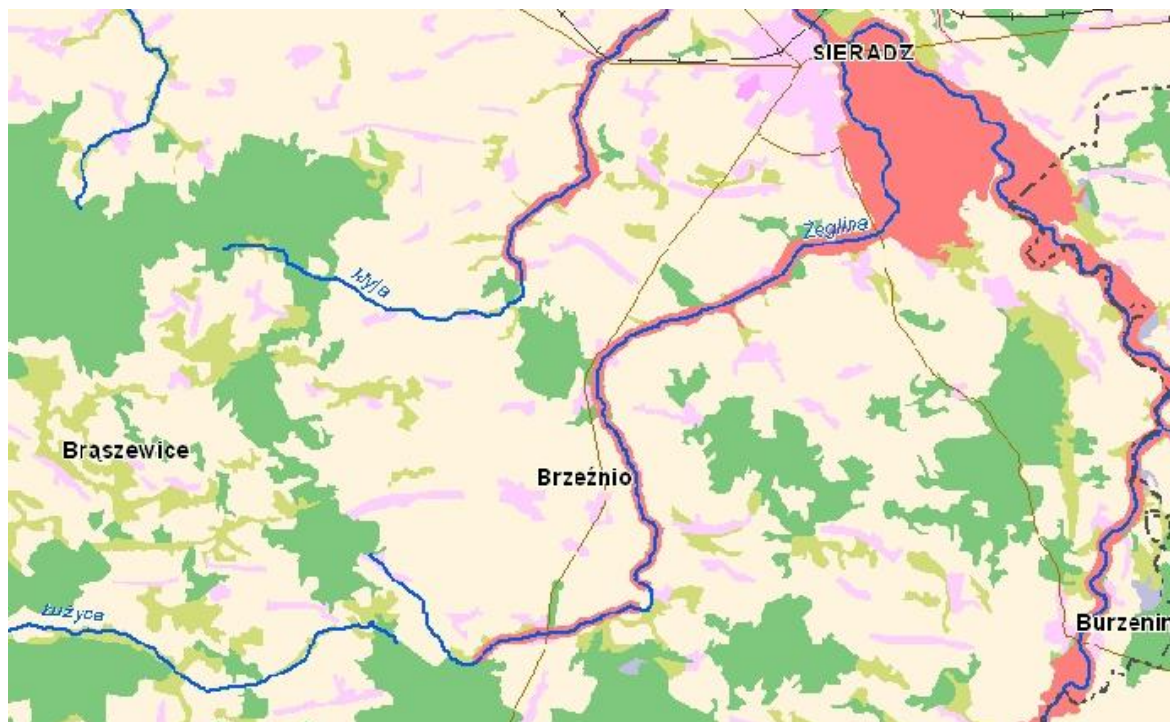 SIERADZ
Żeglina
Myja
Brąszewice
Brzeźnio
Łużyca
Burzenin